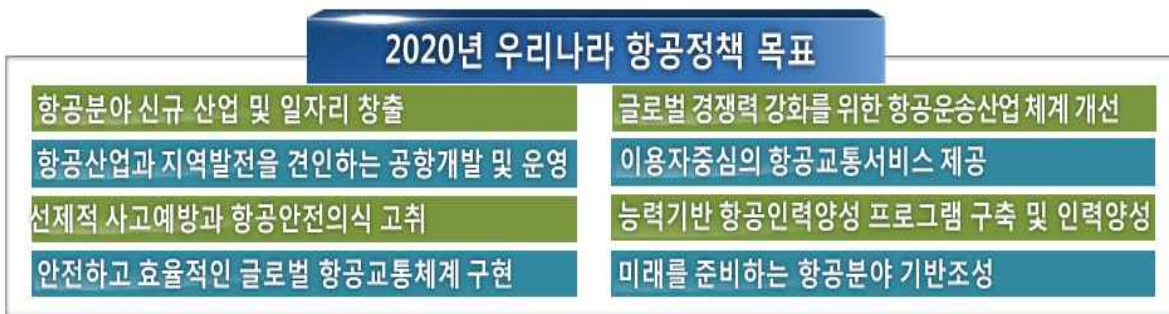 2020년 우리나라 항공정책 목표
항공분야 신규 산업 및 일자리 창출
항공산업과 지역발전을 견인하는 공항개발 및 운영
선제적 사고예방과 항공안전의식 고취
안전하고 효율적인 글로벌 항공교통체계 구현
글로벌 경쟁력 강화를 위한 항공운송산업 체계 개선
이용자중심의 항공교통서비스 제공
능력기반 항공인력양성 프로그램 구축 및 인력양성
미래를 준비하는 항공분야 기반조성